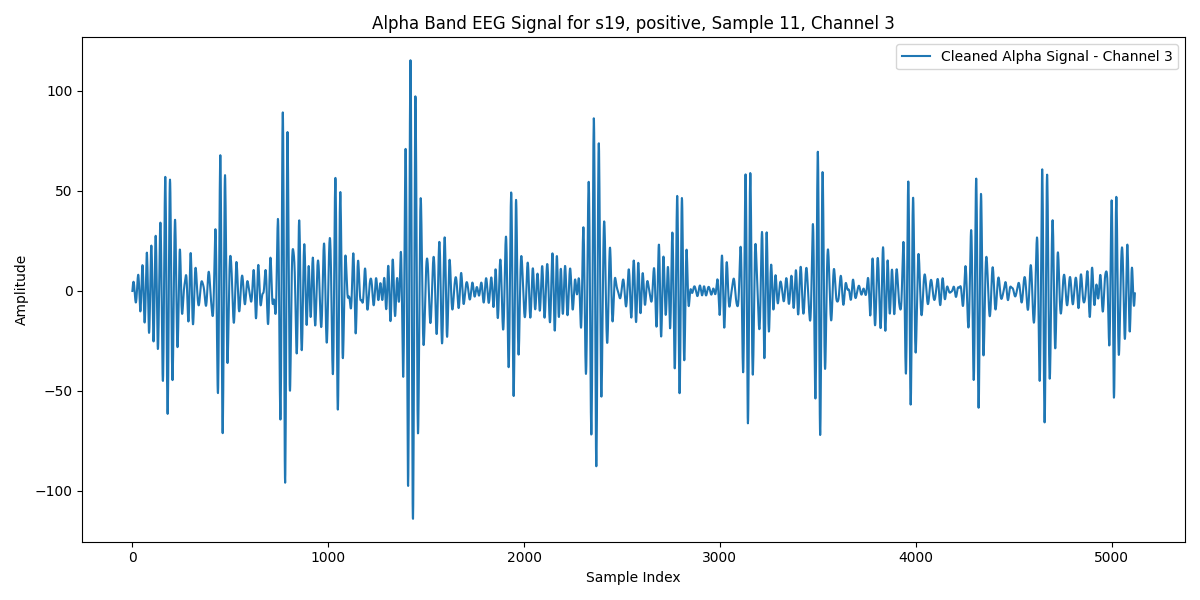 Alpha Band EEG Signal for s19, positive, Sample 11, Channel 3
Cleaned Alpha Signal - Channel 3
Amplitude
100
50
0
−50
−100
0 1000 2000 3000 4000 5000
Sample Index